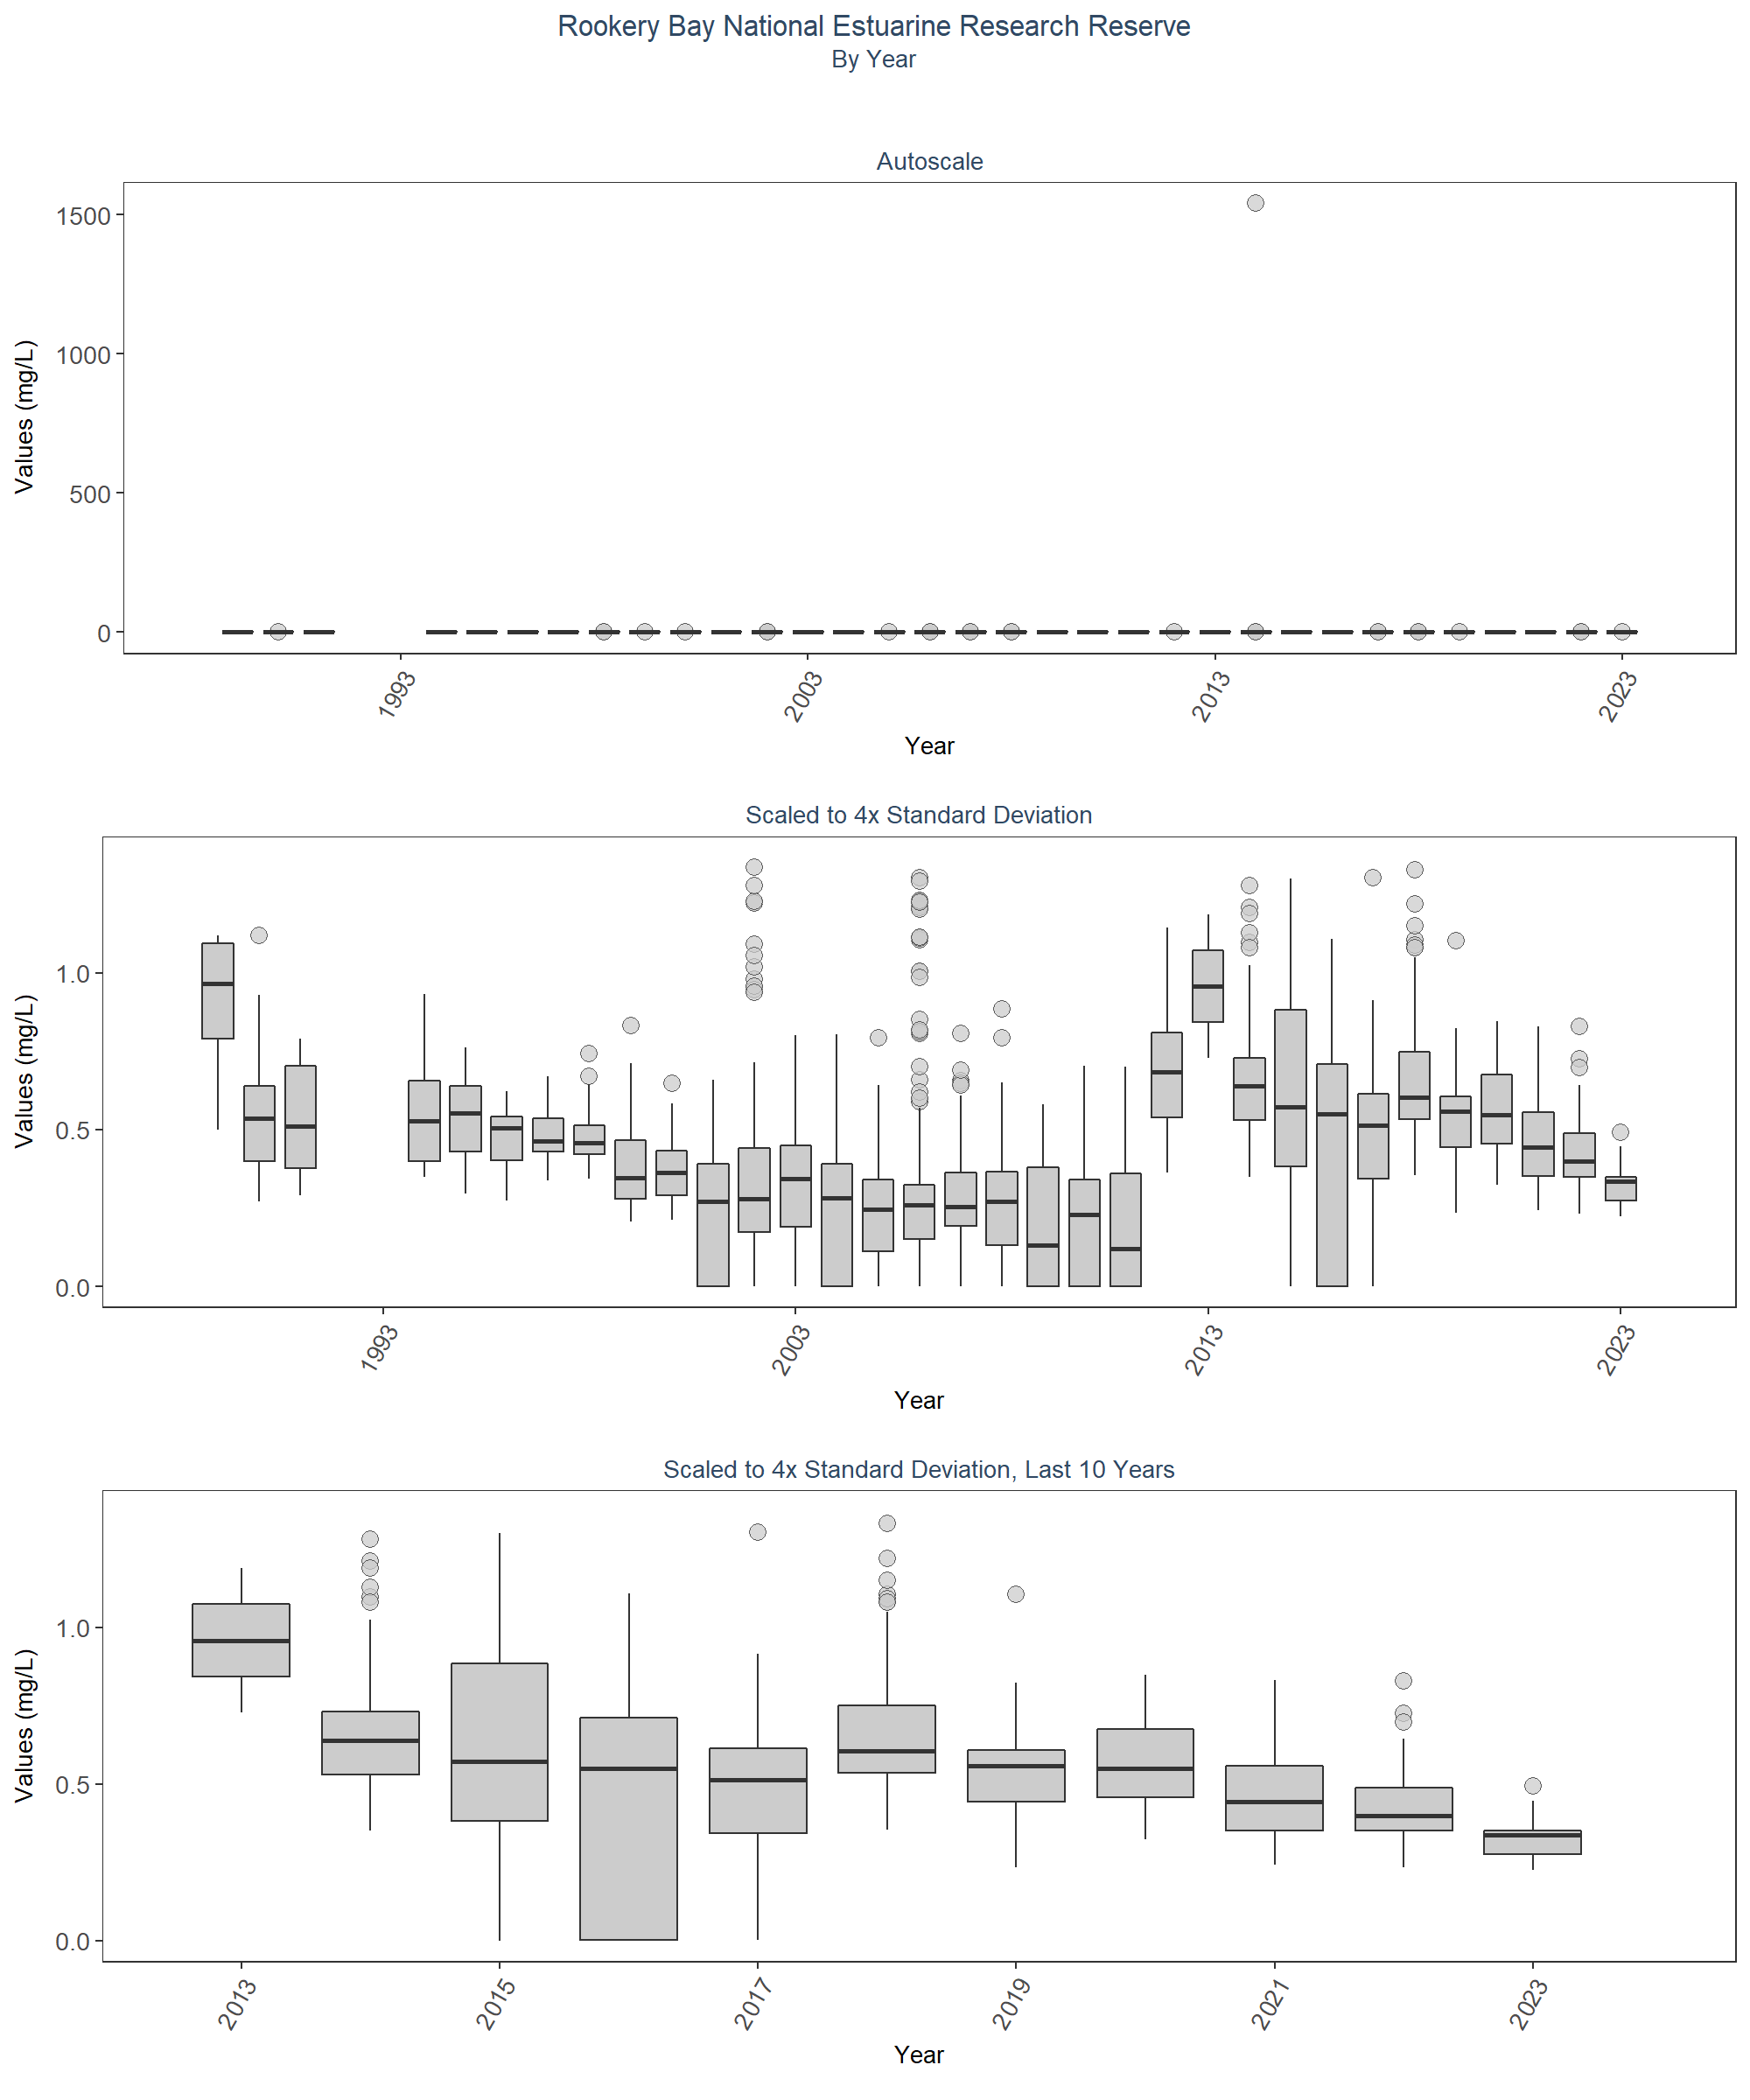 Rookery Bay National Estuarine Research Reserve
By Year
Autoscale
Values (mg/L)
1500
1000
500
0
1993
2003
2013
2023
Year
Scaled to 4x Standard Deviation
Values (mg/L)
1.0
0.5
0.0
1993
2003
2013
2023
Year
Scaled to 4x Standard Deviation, Last 10 Years
Values (mg/L)
1.0
0.5
0.0
2013
2015
2017
2019
2021
2023
Year